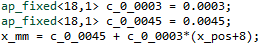 ap_fixed<18,1> c_0_0003 = 0.0003;
ap_fixed<18,1> c_0_0045 = 0.0045;
x_mm = c_0_0045 + c_0_0003*(x_pos+8);